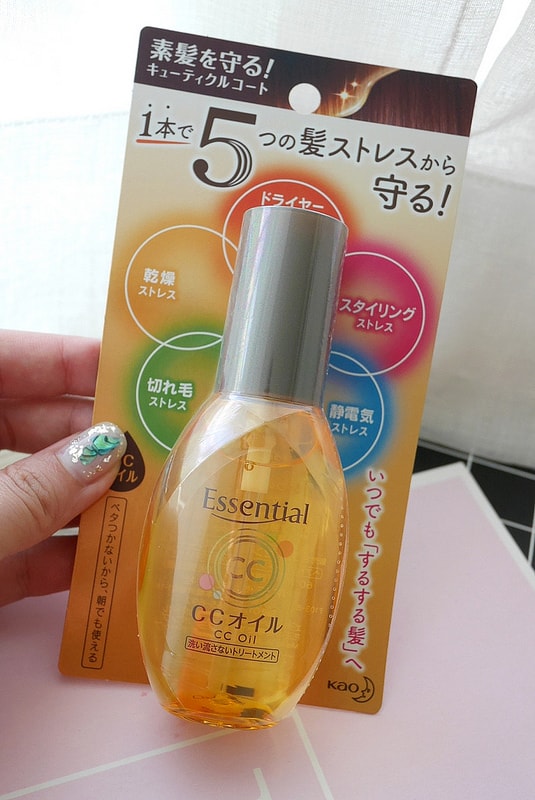 素髪を守る!
キューティクルコート
1本で5つの髪ストレスから
守る!
ドライヤー
乾燥
ストレス
スタイリング
ストレス
切れ毛
ストレス
静電気
ストレス
C
イル
ベタつかないから、朝でも使える
いつでも「するする髪」へ
Essential
CC
CCオイル
CC Oil
洗い流さないトリートメント
Kao